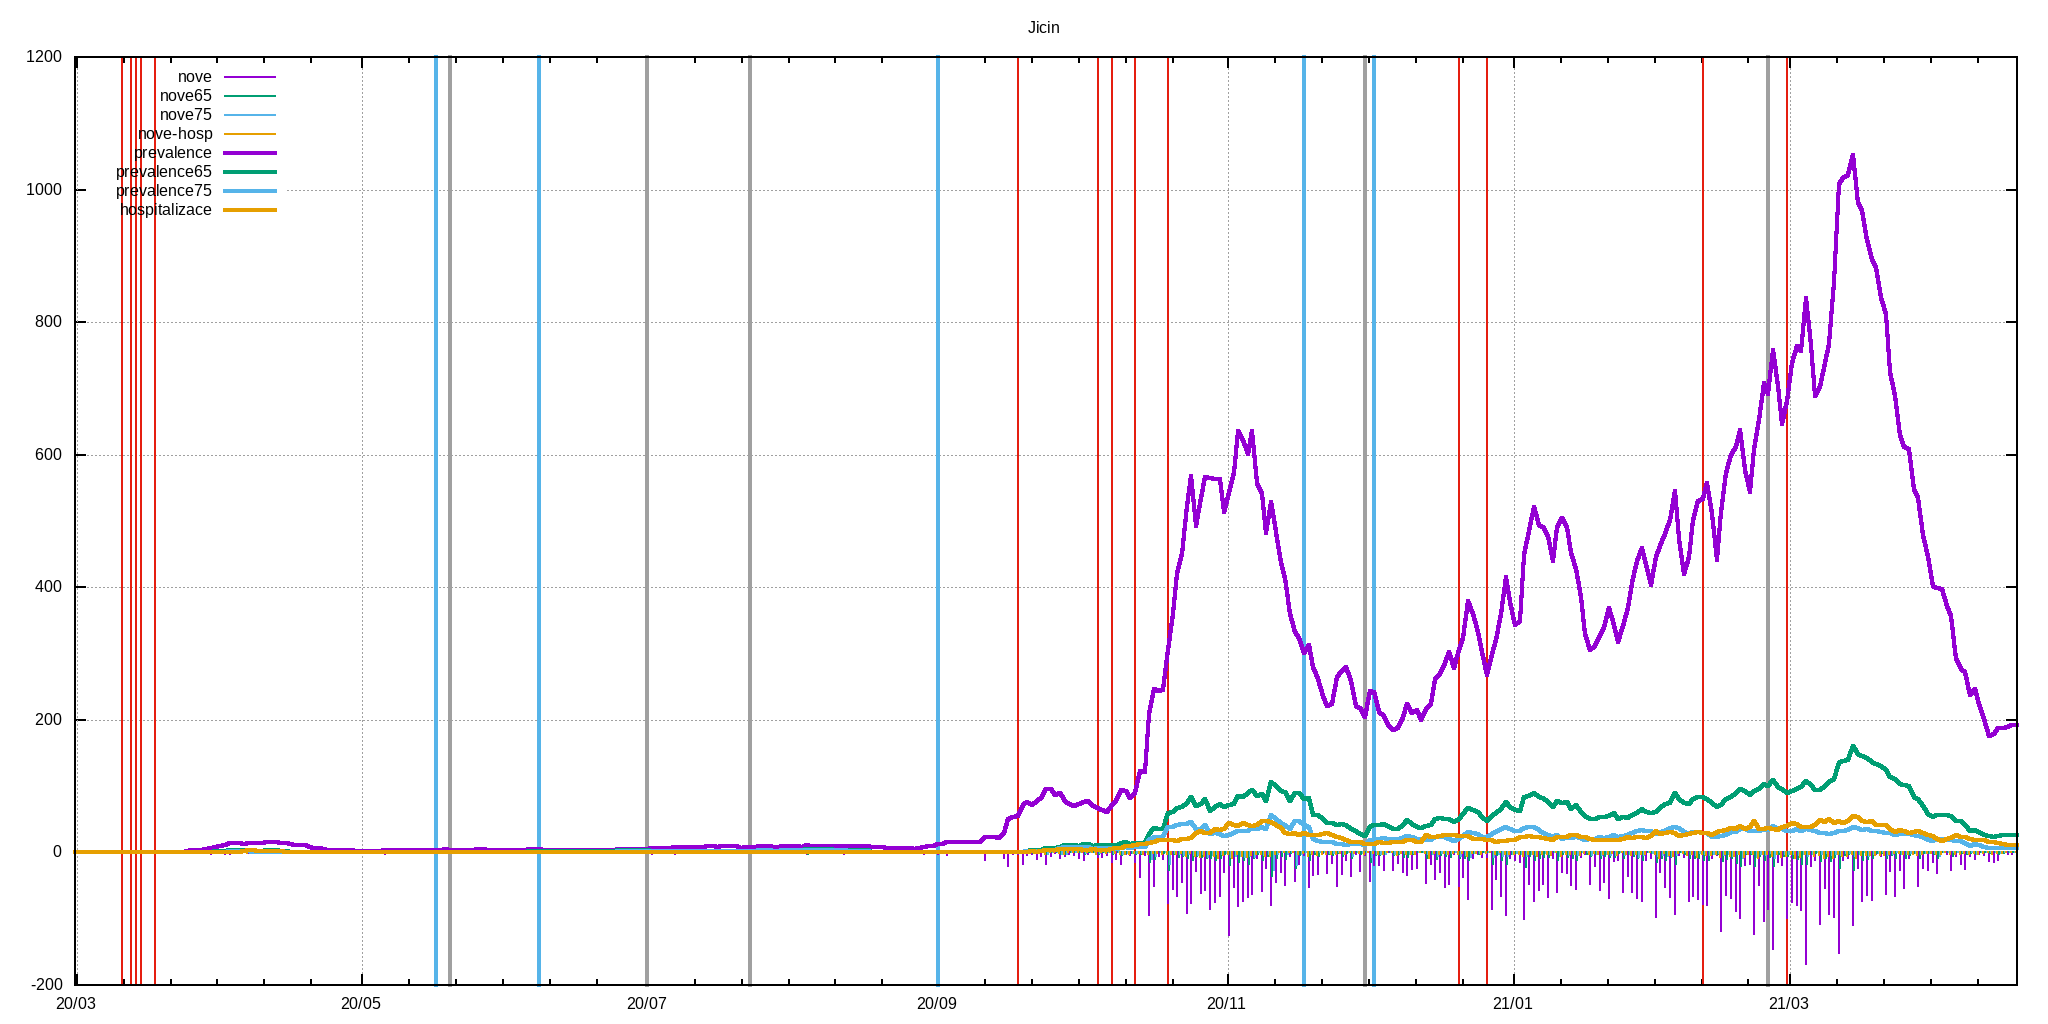 Jicin
1200
1000
800
600
400
200
0
-200
nove
nove65
nove75
nove-hosp
prevalence
prevalence65
prevalence75
hospitalizace
20/03 20/05 20/07 20/09 20/11 21/01 21/03